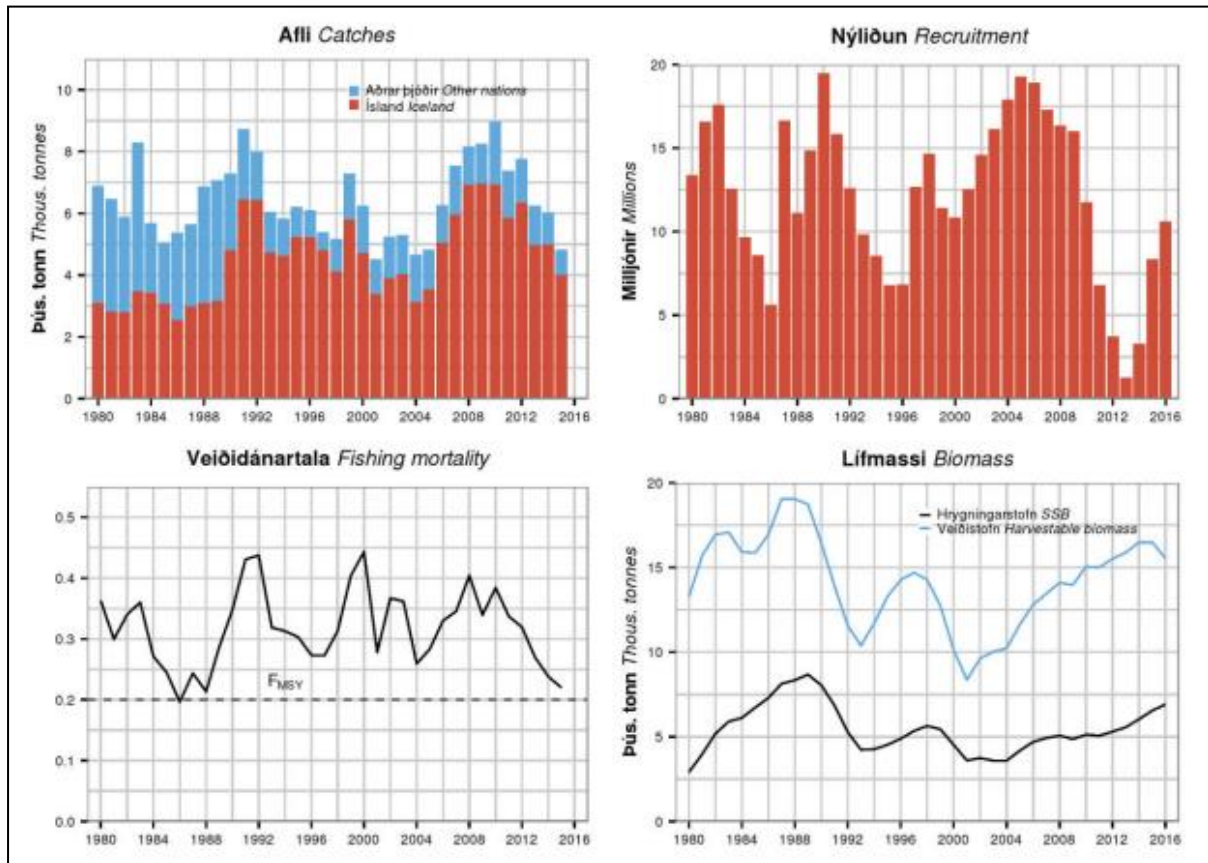 Afli Catches
Þús. tonn Thous. tonnes
10
8
6
4
2
0
Aðrar þjóðir Other nations
Ísland Iceland
1980 1984 1988 1992 1996 2000 2004 2008 2012 2016
Nýliðun Recruitment
Milljónir Millions
20
15
10
5
0
1980 1984 1988 1992 1996 2000 2004 2008 2012 2016
Veiðidánartala Fishing mortality
0.5
0.4
0.3
0.2
0.1
0.0
FMSY
1980 1984 1988 1992 1996 2000 2004 2008 2012 2016
Lífmassi Biomass
Þús. tonn Thous. tonnes
20
15
10
5
0
Hrygningarstofn SSB
Veiðistofn Harvestable biomass
1980 1984 1988 1992 1996 2000 2004 2008 2012 2016